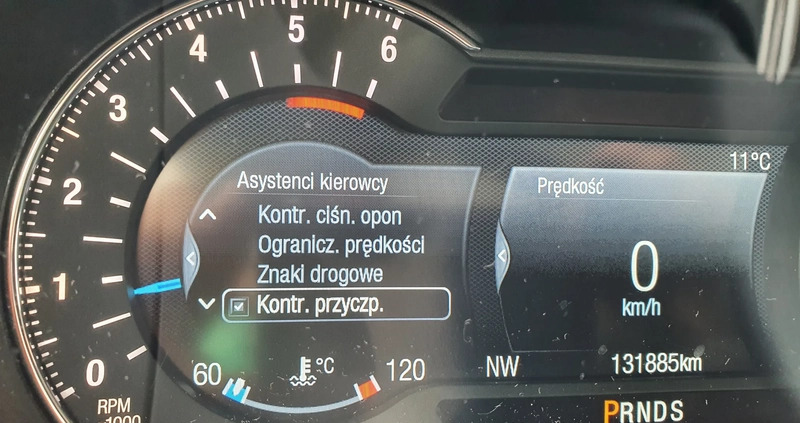 4
5
6
3
2
1
0
RPM
1000
11°C
Asystenci kierowcy
Kontr. ciśn. opon
Ogranicz. prędkości
Znaki drogowe
Kontr. przyczp.
60
°C
120
Prędkość
0
km/h
NW
131885km
PRNDS